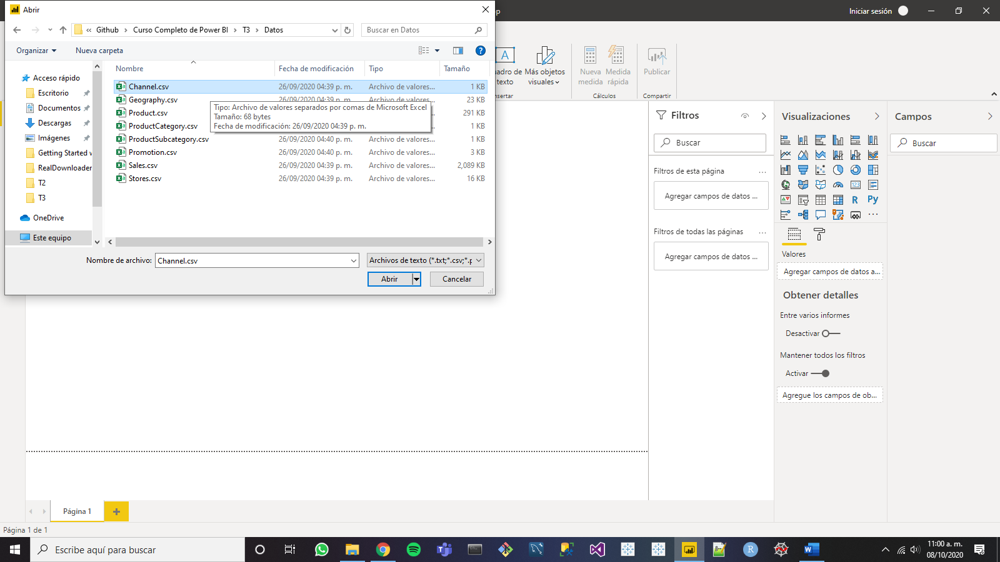 Abrir
Iniciar sesión
« Github > Curso Completo de Power BI > T3 > Datos
Buscar en Datos
Organizar
Nueva carpeta
Nombre
Fecha de modificación
Tipo
Tamaño
Acceso rápido
Escritorio
Documentos
Descargas
Imágenes
Getting Started
RealDownloader
T2
T3
OneDrive
Este equipo
Channel.csv 26/09/2020 04:39 p. m. Archivo de valores... 1 KB
Geography.csv 26/09/2020 04:39 p. m. Archivo de valores... 23 KB
Product.csv 291 KB
ProductCategory.csv 1 KB
ProductSubcategory.csv 26/09/2020 04:40 p. m. Archivo de valores... 1 KB
Promotion.csv 26/09/2020 04:40 p. m. Archivo de valores... 3 KB
Sales.csv 26/09/2020 04:39 p. m. Archivo de valores... 2,089 KB
Stores.csv 26/09/2020 04:39 p. m. Archivo de valores... 16 KB
Tipo: Archivo de valores separados por comas de Microsoft Excel
Tamaño: 68 bytes
Fecha de modificación: 26/09/2020 04:39 p. m.
Nombre de archivo: Channel.csv
Archivos de texto (*.txt;*.csv;*.p
Abrir
Cancelar
A
texto
Más objetos
visuales
Nueva
medida
Medida
rápida
Publicar
Cálculos
Compartir
Filtros
Buscar
Filtros de esta página ...
Agregar campos de datos ...
Filtros de todas las páginas ...
Agregar campos de datos ...
Visualizaciones
123
R
Py
...
Valores
Agregar campos de datos a...
Obtener detalles
Entre varios informes
Desactivar
Mantener todos los filtros
Activar
Agregue los campos de ob...
Campos
Buscar
Página 1
+
Página 1 de 1
Escribe aquí para buscar
R
W
11:00 a. m.
08/10/2020